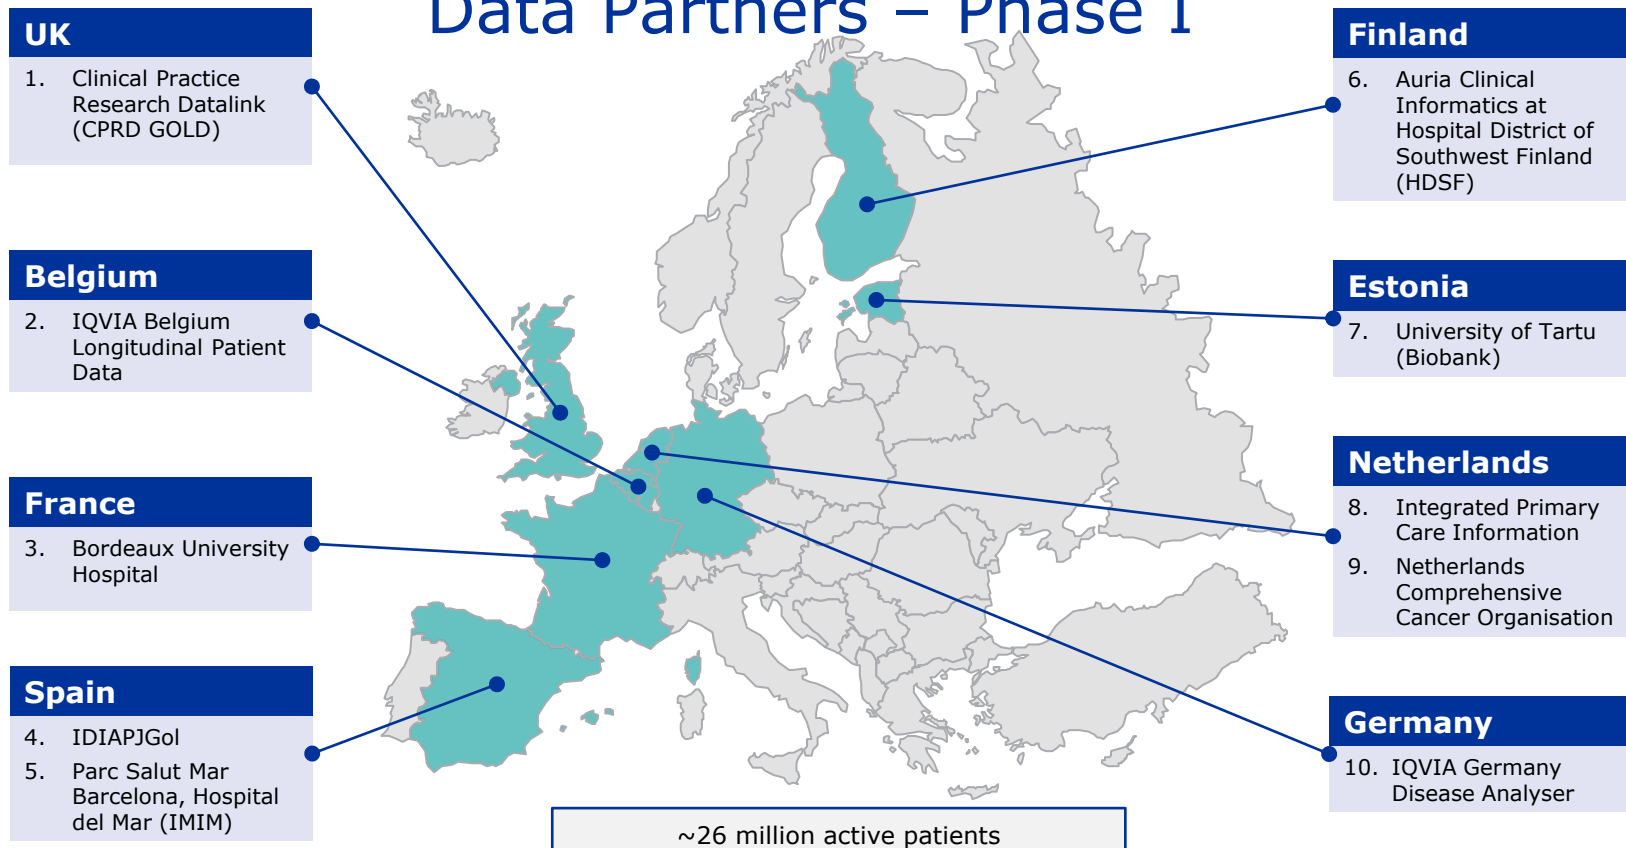 Data Partners – Phase I
UK
1. Clinical Practice
Research Datalink
(CPRD GOLD)
Belgium
2. IQVIA Belgium
Longitudinal Patient
Data
France
3. Bordeaux University
Hospital
Spain
4. IDIAPJGol
5. Parc Salut Mar
Barcelona, Hospital
del Mar (IMIM)
Finland
6. Auria Clinical
Informatics at
Hospital District of
Southwest Finland
(HDSF)
Estonia
7. University of Tartu
(Biobank)
Netherlands
8. Integrated Primary
Care Information
9. Netherlands
Comprehensive
Cancer Organisation
Germany
10. IQVIA Germany
Disease Analyser
~26 million active patients